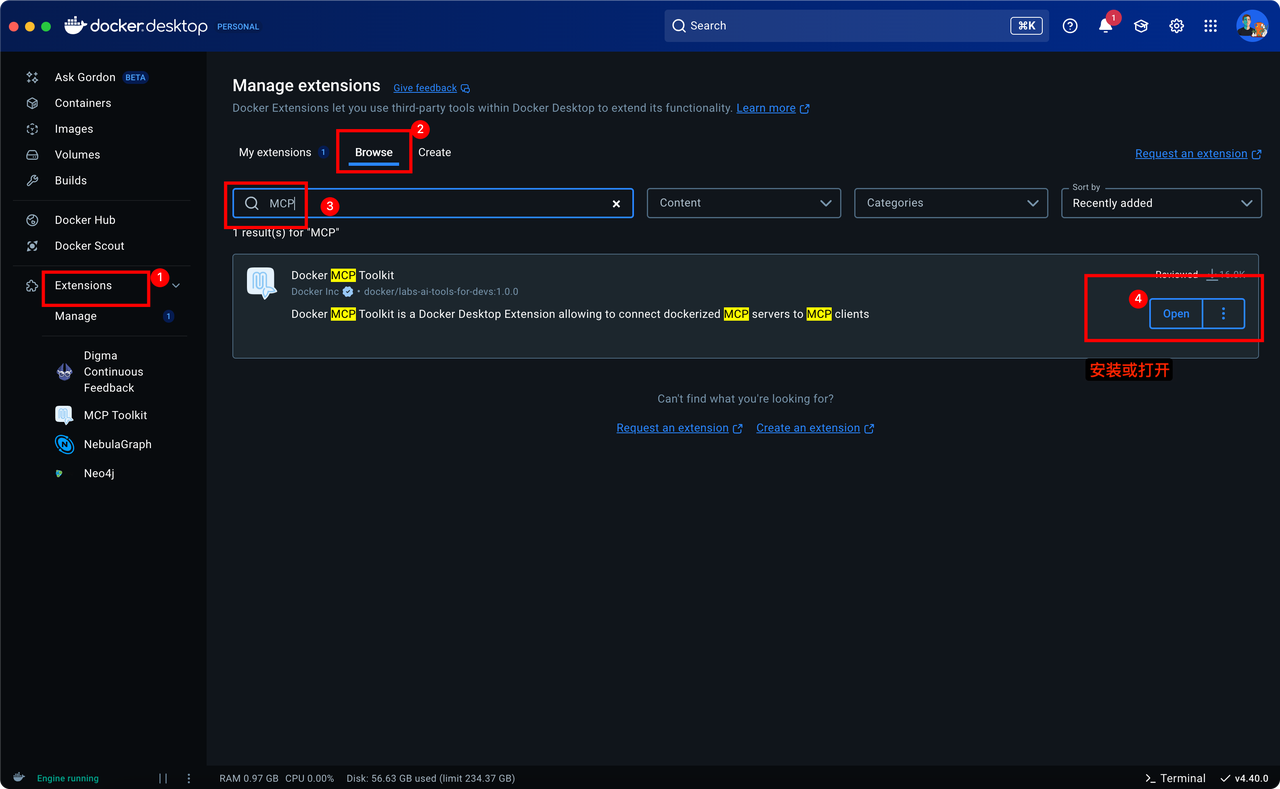 docker.desktop PERSONAL
Search
⌘K
1
Ask Gordon BETA
Containers
Images
Volumes
Builds
Docker Hub
Docker Scout
Extensions
1
Manage 1
Digma
Continuous
Feedback
MCP Toolkit
NebulaGraph
Neo4j
Manage extensions Give feedback
Docker Extensions let you use third-party tools within Docker Desktop to extend its functionality. Learn more
My extensions 1 Browse Create
2
Request an extension
MCP
3
Content
Categories
Sort by
Recently added
1 result(s) for "MCP"
Docker MCP Toolkit
Docker Inc • docker/labs-ai-tools-for-devs:1.0.0
Docker MCP Toolkit is a Docker Desktop Extension allowing to connect dockerized MCP servers to MCP clients
Reviewed 16.9K
4
Open
安装或打开
Can't find what you're looking for?
Request an extension Create an extension
Engine running
RAM 0.97 GB CPU 0.00% Disk: 56.63 GB used (limit 234.37 GB)
>_ Terminal v4.40.0